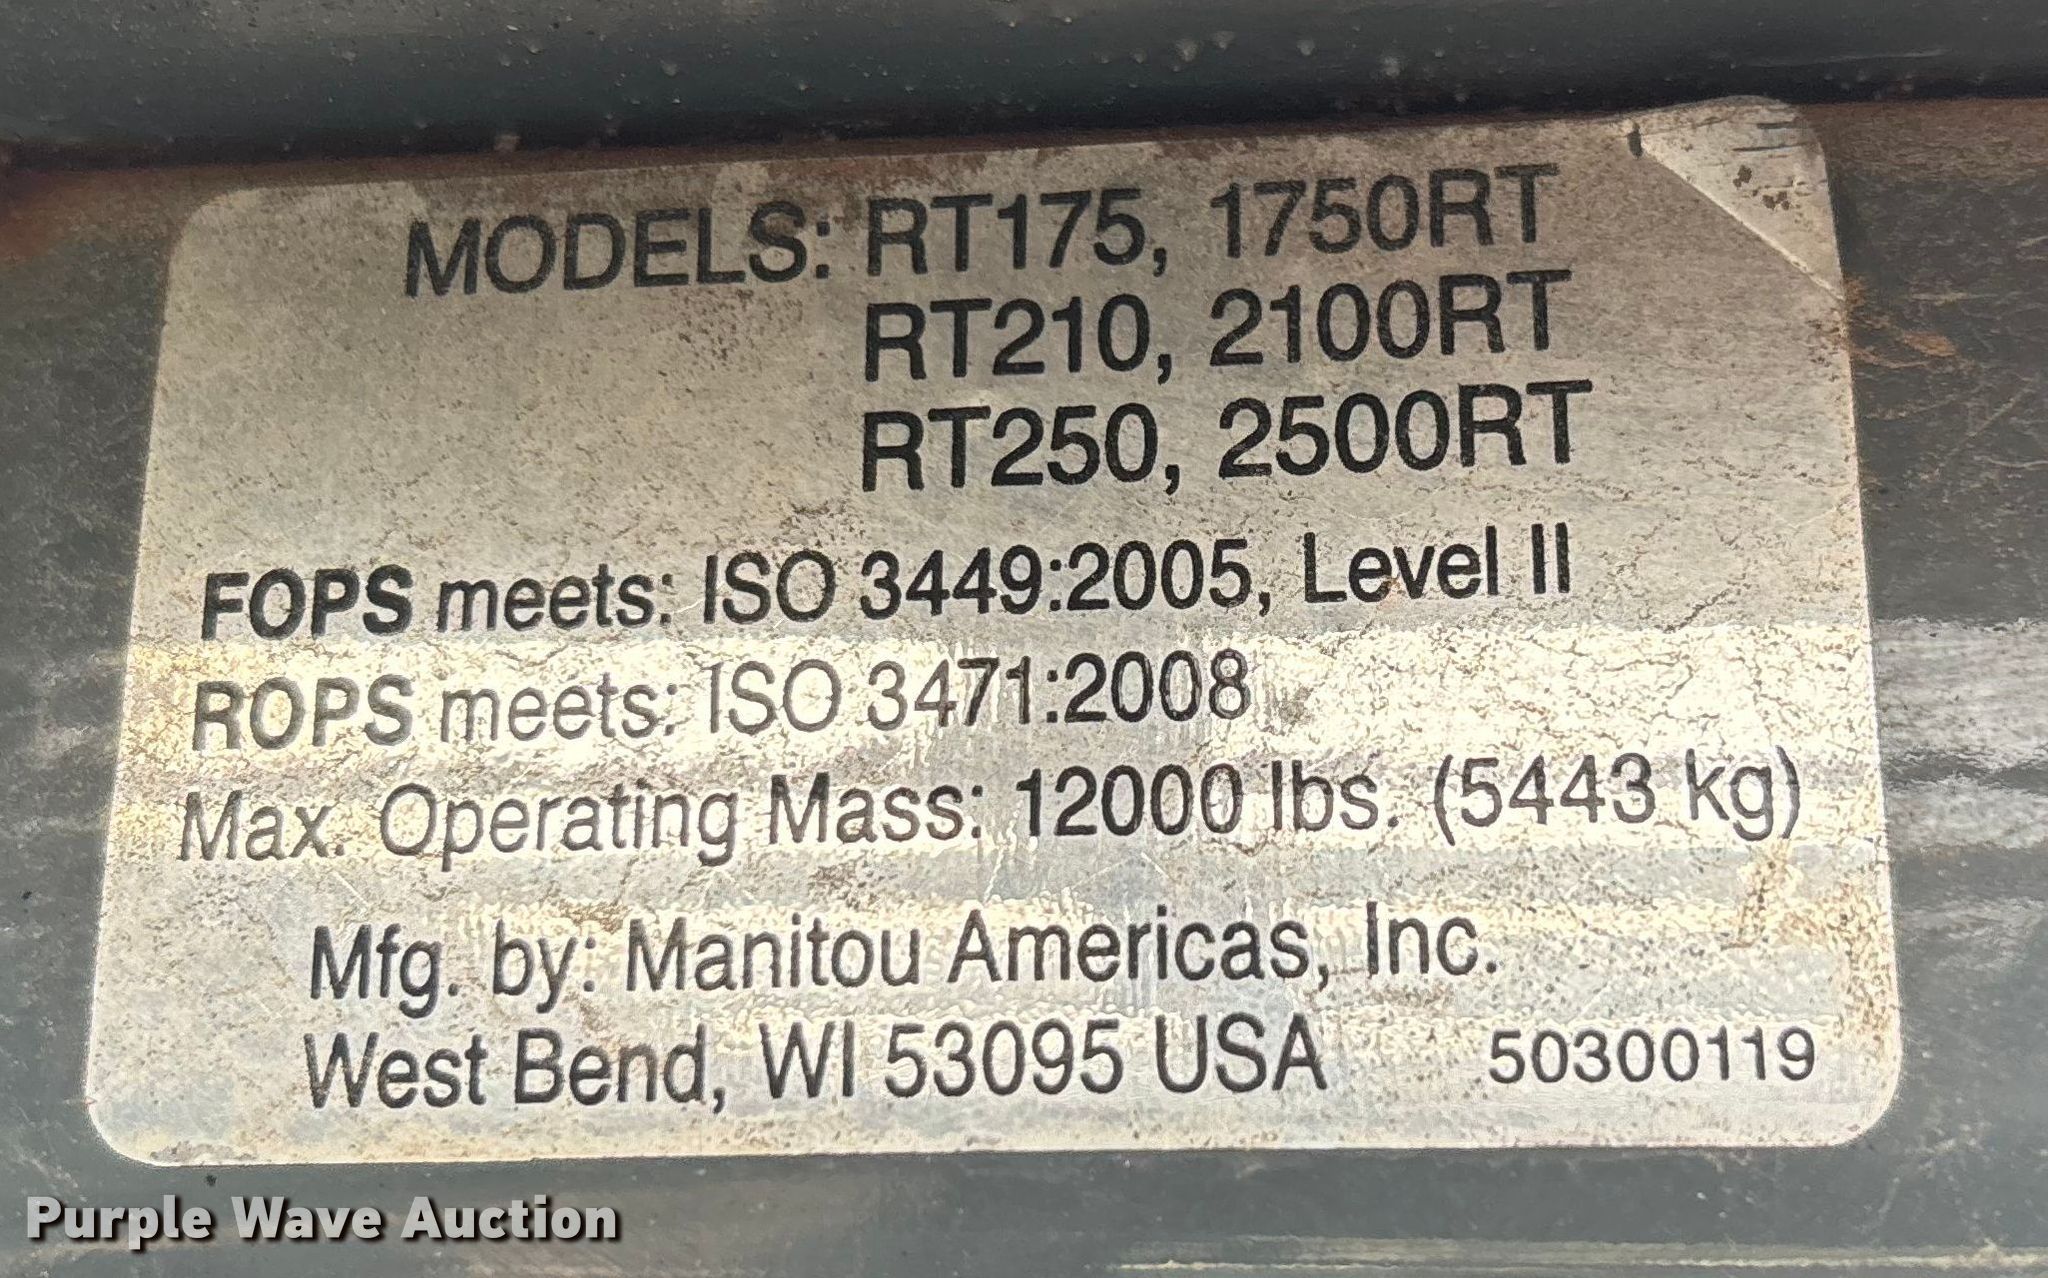 MODELS: RT175, 1750RT
RT210, 2100RT
RT250, 2500RT
FOPS meets: ISO 3449:2005, Level II
ROPS meets: ISO 3471:2008
Max. Operating Mass: 12000 lbs. (5443 kg)
Mfg. by: Manitou Americas, Inc.
West Bend, WI 53095 USA 50300119
Purple Wave Auction